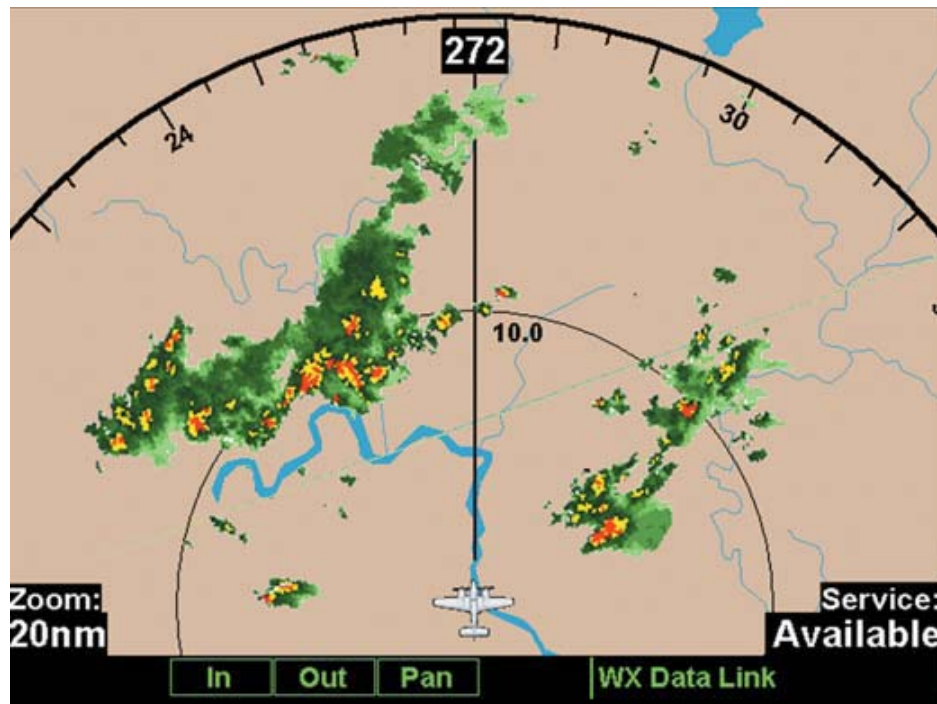 272
24
30
10.0
Zoom:
20nm
Service:
Available
In
Out
Pan
WX Data Link